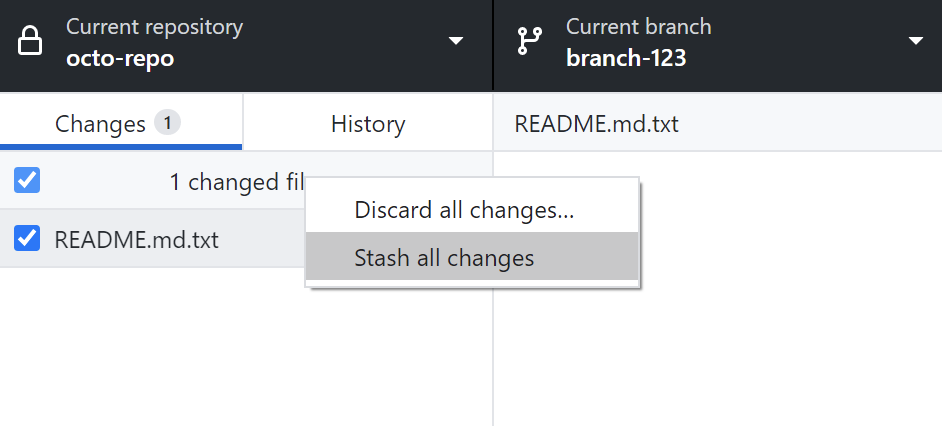 Current repository
octo-repo
Current branch
branch-123
Changes 1
History
README.md.txt
1 changed fil
Discard all changes...
Stash all changes
README.md.txt